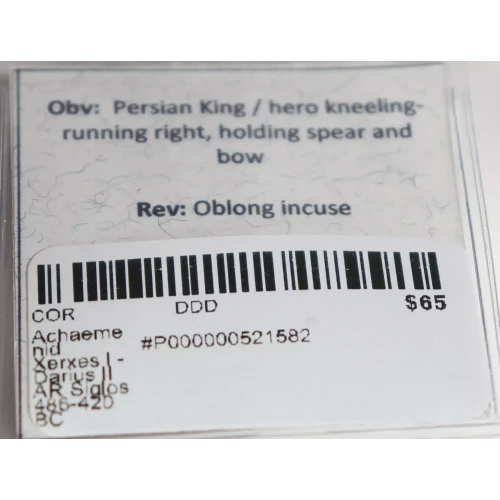 Obv: Persian King / hero kneeling-
running right, holding spear and
bow
Rev: Oblong incuse
COR DDD $65
Achaeme
nid
Xerxes I -
Darius II
AR Siglos
486-420
BC
#P000000521582